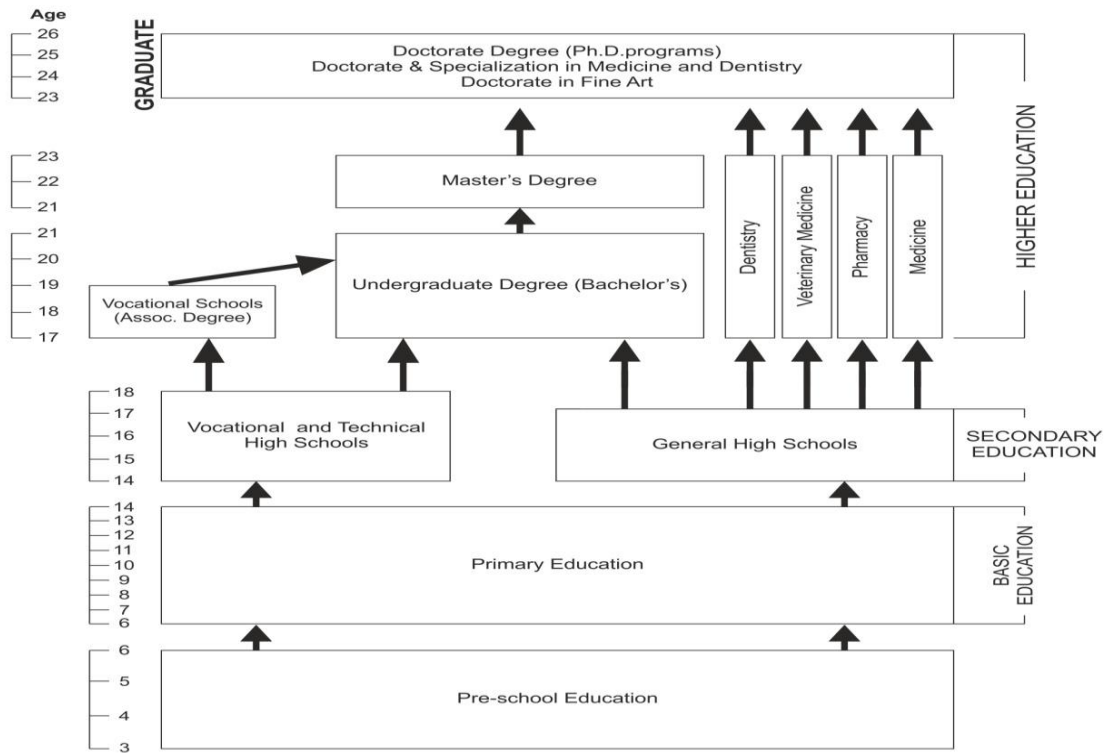 Age
26
25
24
23
GRADUATE
Doctorate Degree (Ph.D.programs)
Doctorate & Specialization in Medicine and Dentistry
Doctorate in Fine Art
HIGHER EDUCATION
23
22
21
Master's Degree
21
20
19
18
17
Undergraduate Degree (Bachelor's)
Vocational Schools
(Assoc. Degree)
Dentistry
Veterinary Medicine
Pharmacy
Medicine
18
17
16
15
14
Vocational and Technical
High Schools
General High Schools
SECONDARY
EDUCATION
14
13
12
11
10
9
8
7
6
Primary Education
BASIC
EDUCATION
6
5
4
3
Pre-school Education